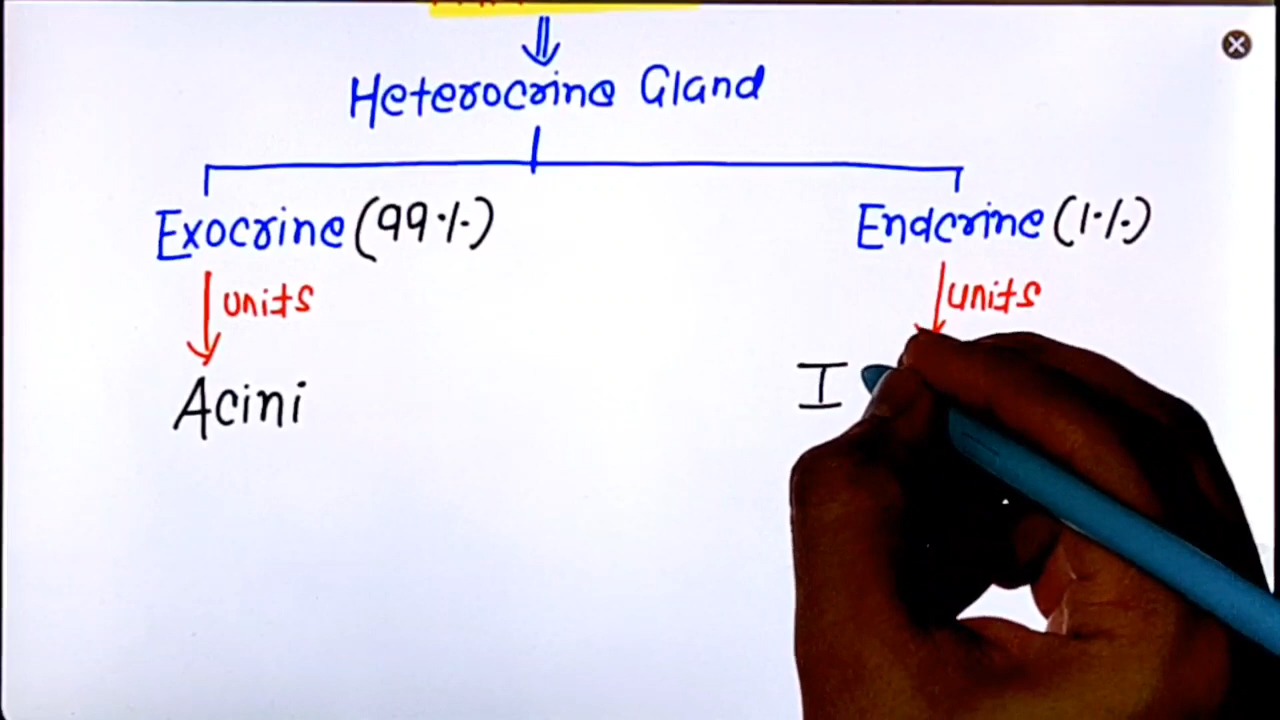 Heterocrine Gland
Exocrine (99%) Endcrine (1%)
units units
Acini I